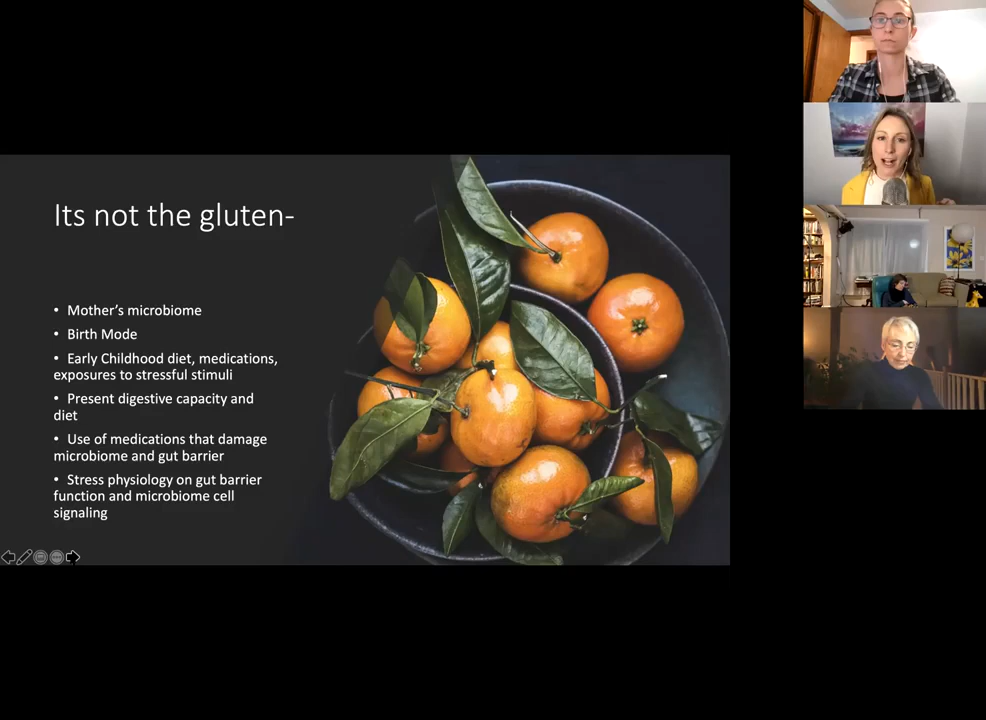 Its not the gluten-
• Mother's microbiome
• Birth Mode
• Early Childhood diet, medications,
exposures to stressful stimuli
• Present digestive capacity and
diet
• Use of medications that damage
microbiome and gut barrier
• Stress physiology on gut barrier
function and microbiome cell
signaling